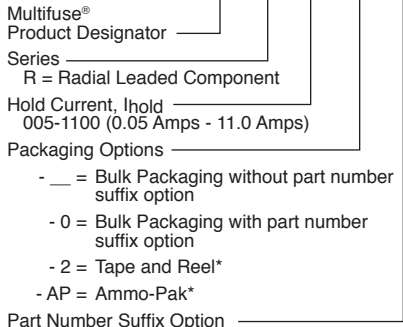 Multifuse®
Product Designator
Series
R = Radial Leaded Component
Hold Current, Ihold
005-1100 (0.05 Amps - 11.0 Amps)
Packaging Options
- __ = Bulk Packaging without part number
suffix option
- 0 = Bulk Packaging with part number
suffix option
- 2 = Tape and Reel*
- AP = Ammo-Pak*
Part Number Suffix Option